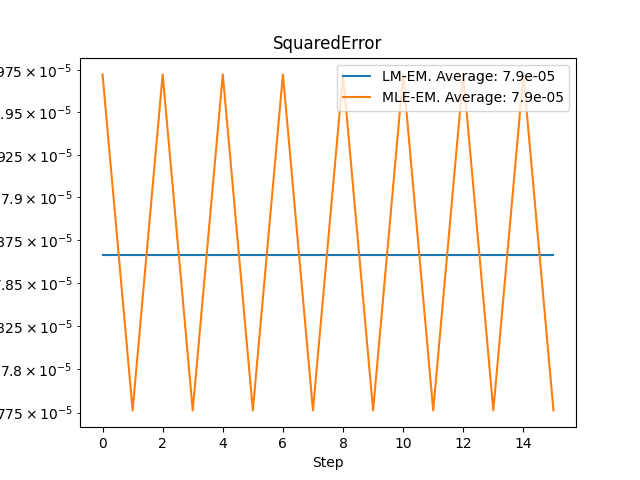 SquaredError
LM-EM. Average: 7.9e-05
MLE-EM. Average: 7.9e-05
975 × 10⁻⁵
.95 × 10⁻⁵
925 × 10⁻⁵
7.9 × 10⁻⁵
875 × 10⁻⁵
7.85 × 10⁻⁵
825 × 10⁻⁵
7.8 × 10⁻⁵
775 × 10⁻⁵
0 2 4 6 8 10 12 14
Step